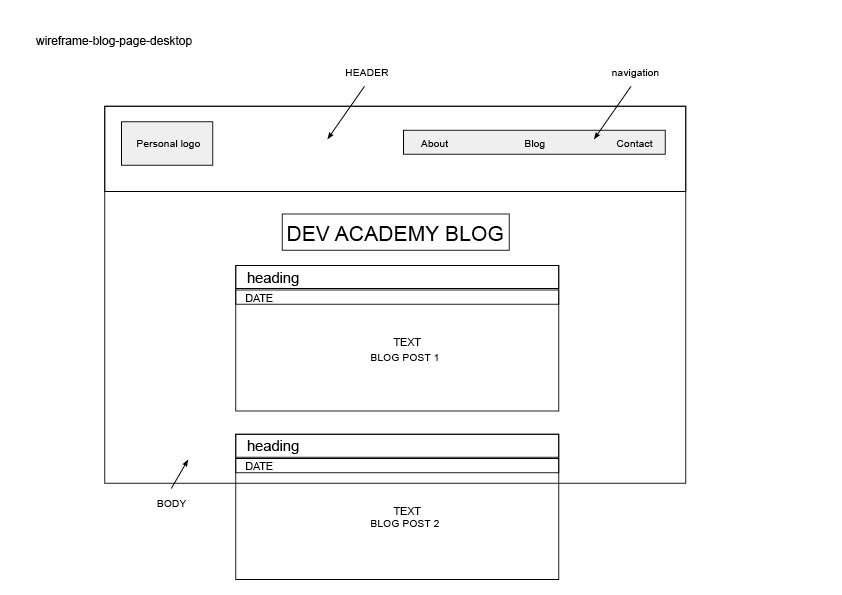 wireframe-blog-page-desktop
HEADER
navigation
Personal logo
About
Blog
Contact
DEV ACADEMY BLOG
heading
DATE
TEXT
BLOG POST 1
heading
DATE
BODY
TEXT
BLOG POST 2